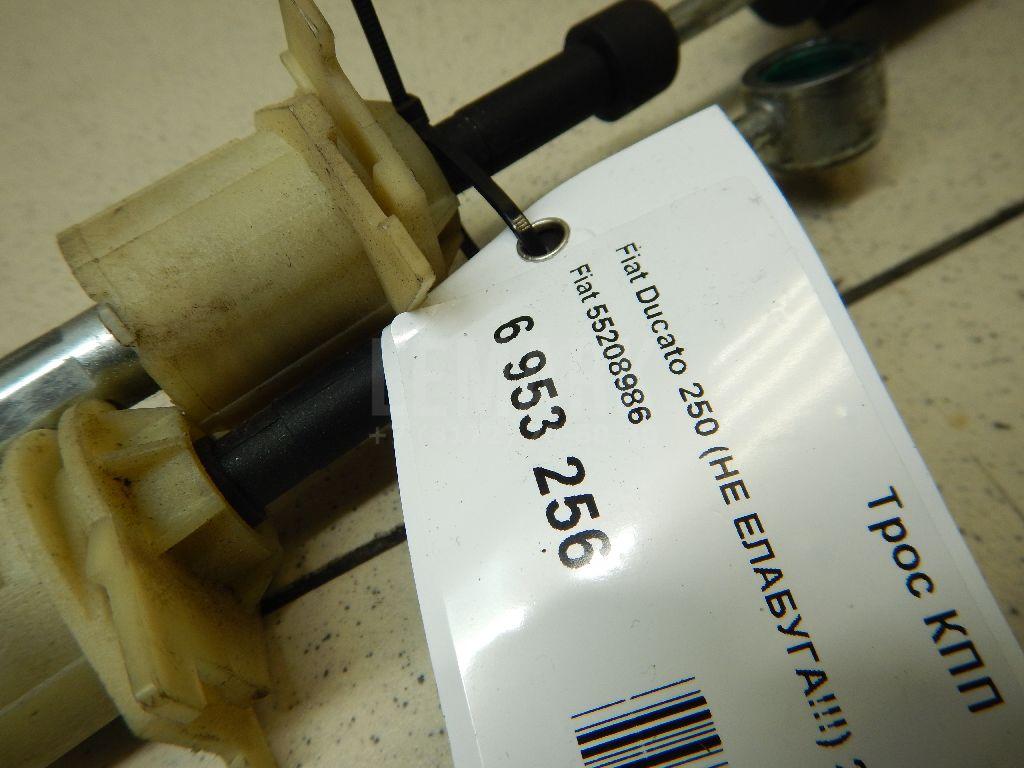 Трос КПП
Fiat Ducato 250 (НЕ ЕЛАБУГА!!!)
Fiat 55208986
6 953 256